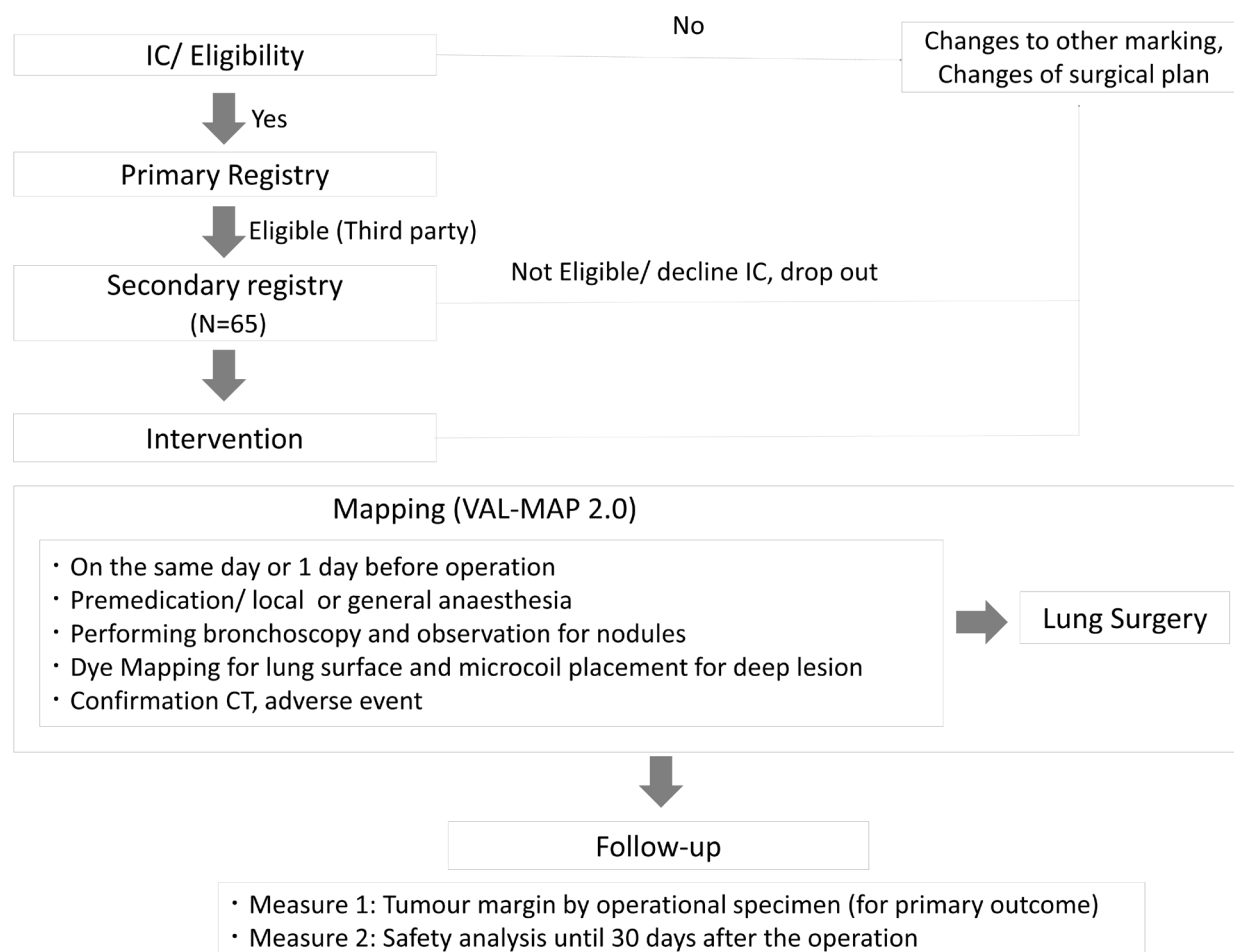 IC/ Eligibility
No
Changes to other marking,
Changes of surgical plan
Yes
Primary Registry
Eligible (Third party)
Secondary registry
(N=65)
Not Eligible/ decline IC, drop out
Intervention
Mapping (VAL-MAP 2.0)
・On the same day or 1 day before operation
・Premedication/ local or general anaesthesia
・Performing bronchoscopy and observation for nodules
・Dye Mapping for lung surface and microcoil placement for deep lesion
・Confirmation CT, adverse event
Lung Surgery
Follow-up
・Measure 1: Tumour margin by operational specimen (for primary outcome)
・Measure 2: Safety analysis until 30 days after the operation